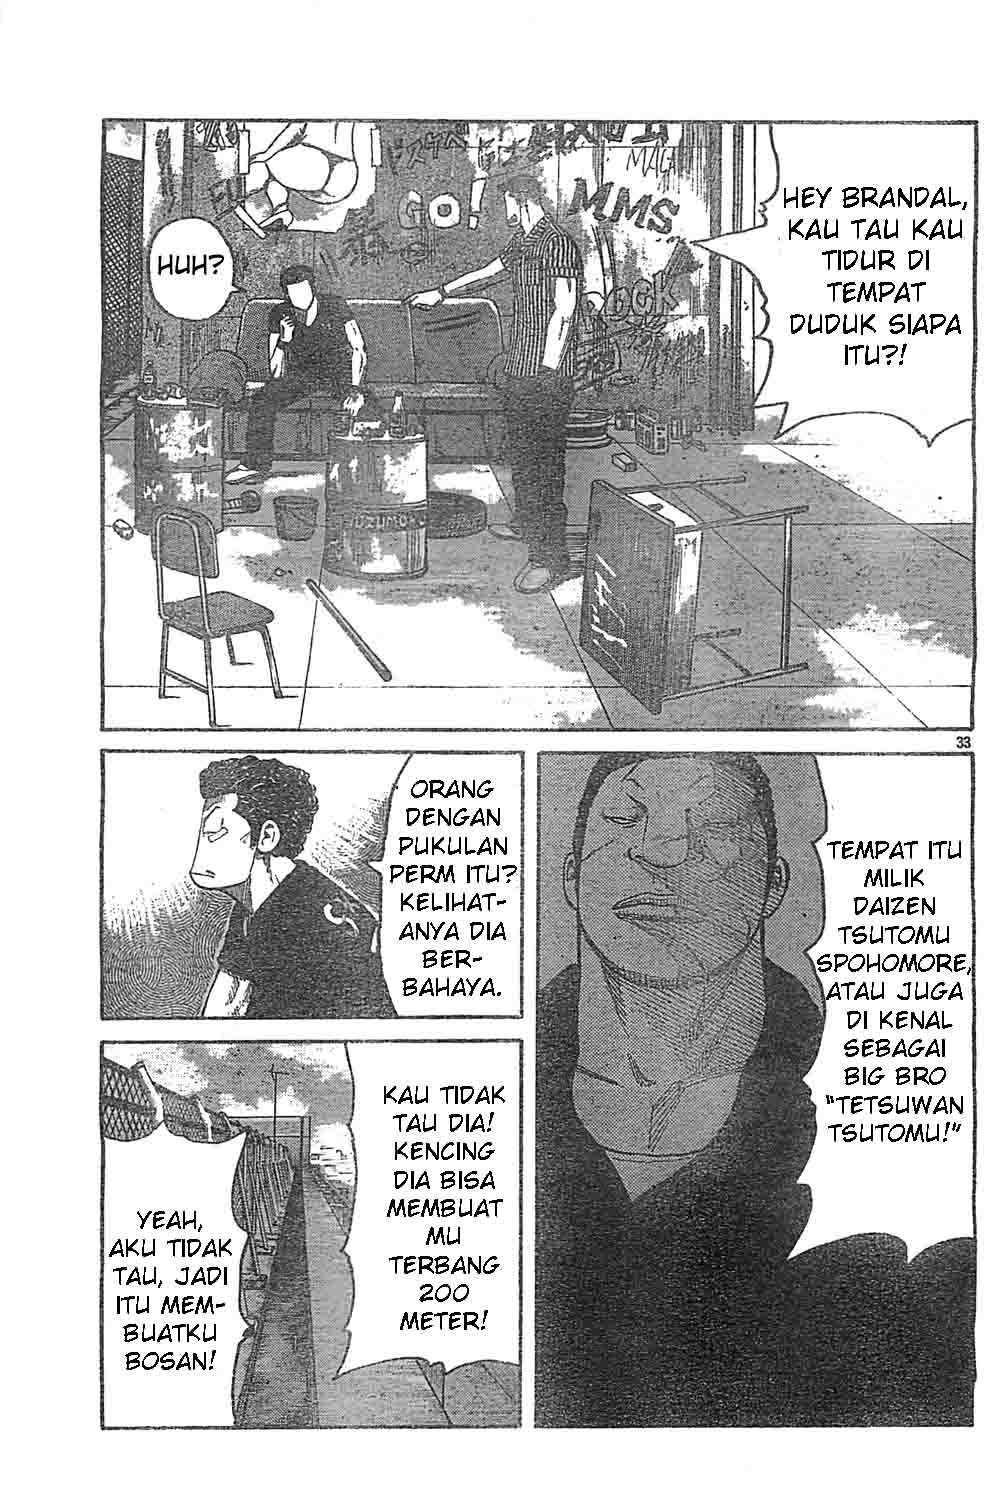 HEY BRANDAL,
KAU TAU KAU
TIDUR DI
TEMPAT
DUDUK SIAPA
ITU?!
HUH?
GO!
MMS
33
TEMPAT ITU
MILIK
DAIZEN
TSUTOMU
SPOHOMORE,
ATAU JUGA
DI KENAL
SEBAGAI
BIG BRO
"TETSUWAN
TSUTOMU!"
ORANG
DENGAN
PUKULAN
PERM ITU?
KELIHAT-
ANYA DIA
BER-
BAHAYA.
KAU TIDAK
TAU DIA!
KENCING
DIA BISA
MEMBUAT
MU
TERBANG
200
METER!
YEAH,
AKU TIDAK
TAU, JADI
ITU MEM-
BUATKU
BOSAN!